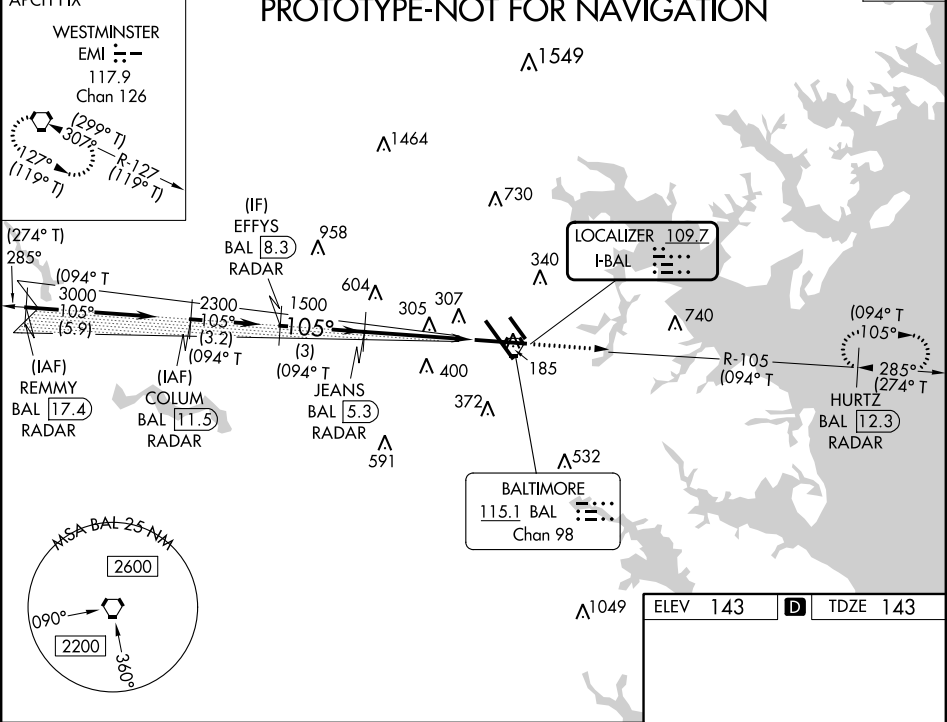 APCH FIX
PROTOTYPE-NOT FOR NAVIGATION
WESTMINSTER
EMI
117.9
Chan 126
(299° T)
307°
R-127
(119° T)
127°
(119° T)
1549
1464
730
(IF)
EFFYS
BAL 8.3
RADAR
958
LOCALIZER 109.7
I-BAL
340
(274° T)
285°
(094° T
3000
105°
(5.9)
2300
105°
(3.2)
(094° T
1500
105°
(3)
(094° T
604
305
307
740
400
185
R-105
(094° T
(094° T
105°
285°
(274° T
HURTZ
BAL 12.3
RADAR
(IAF)
REMMY
BAL 17.4
RADAR
(IAF)
COLUM
BAL 11.5
RADAR
JEANS
BAL 5.3
RADAR
372
591
532
BALTIMORE
115.1 BAL
Chan 98
MSA BAL 25 NM
2600
090°
2200
360°
1049
ELEV 143 D TDZE 143